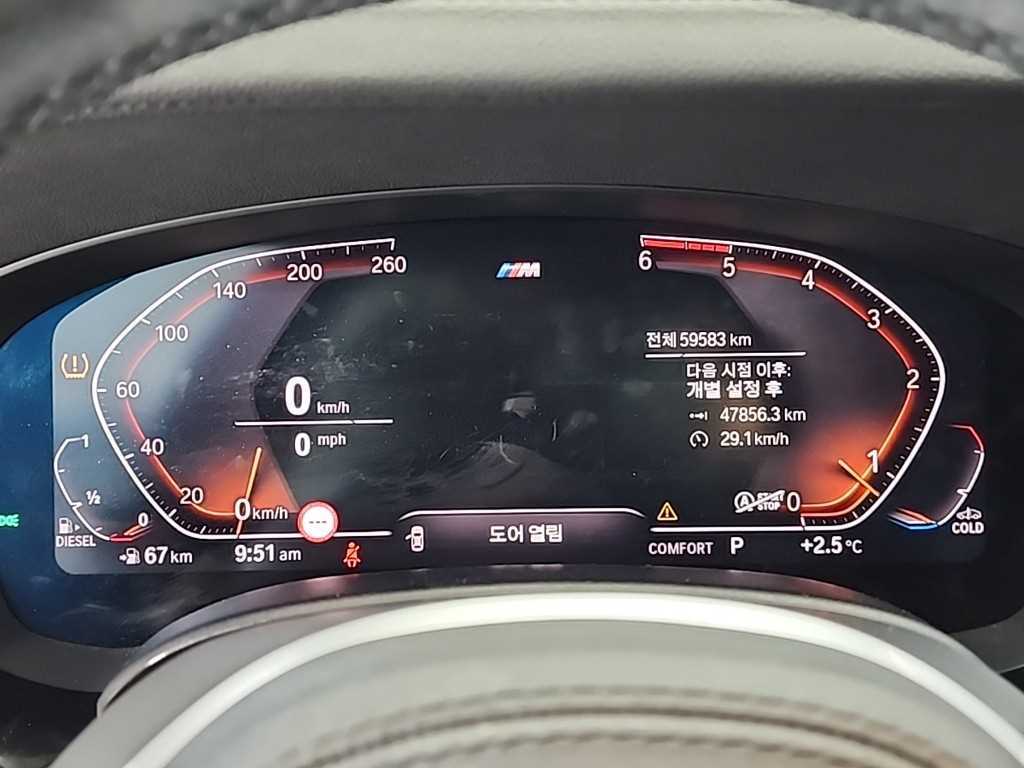 M
20
40
60
100
140
200
260
6
5
4
3
2
1
0
전체 59583 km
다음 시점 이후:
개별 설정 후
47856.3 km
29.1 km/h
0 km/h
0 mph
0 km/h
1
½
0
DIESEL
67 km
9:51 am
---
도어 열림
A START
STOP
COMFORT P
+2.5 °C
COLD